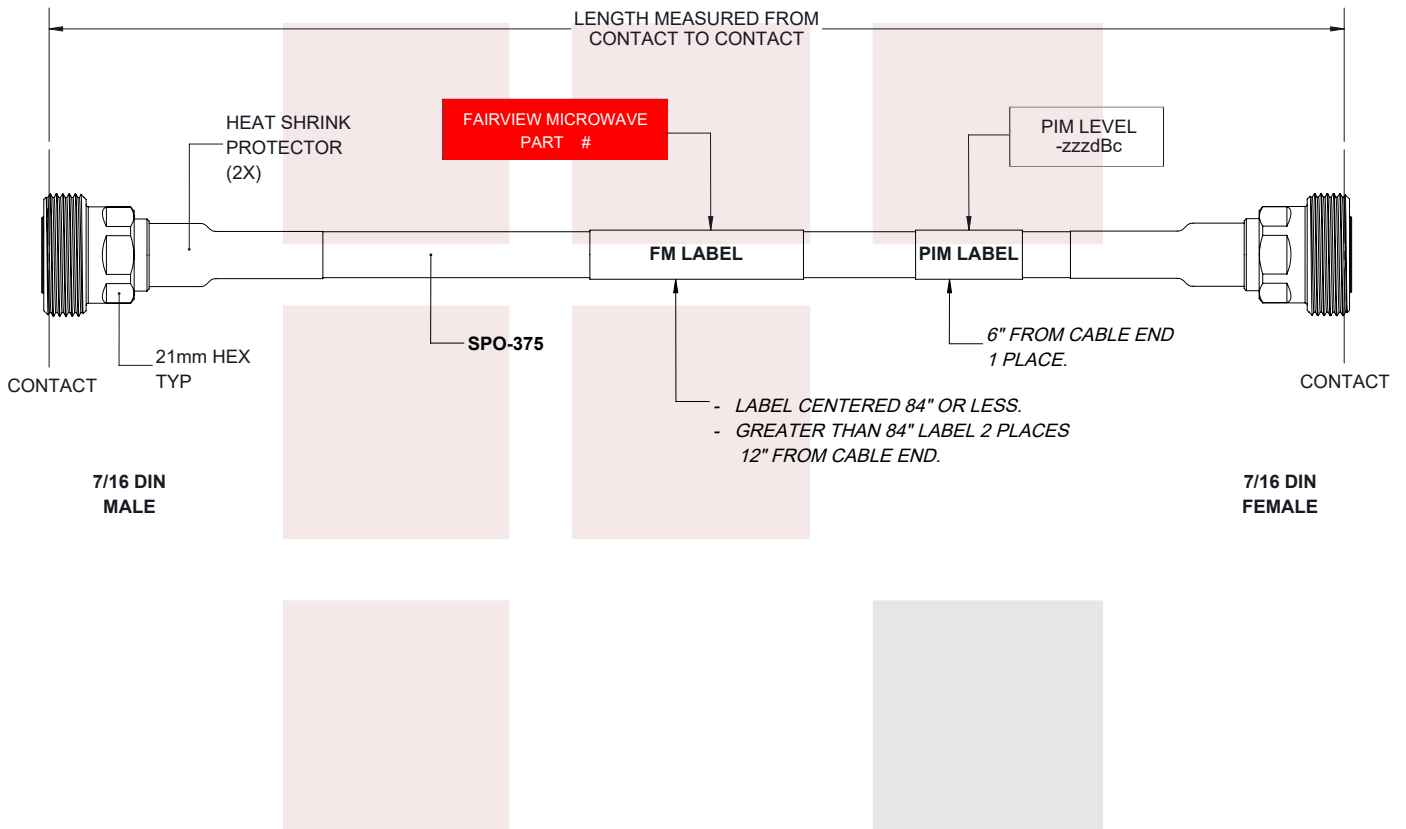 LENGTH MEASURED FROM
CONTACT TO CONTACT
HEAT SHRINK
PROTECTOR
(2X)
FAIRVIEW MICROWAVE
PART #
PIM LEVEL
-zzzdBc
FM LABEL
PIM LABEL
SPO-375
6" FROM CABLE END
1 PLACE.
21mm HEX
TYP
CONTACT
CONTACT
- LABEL CENTERED 84" OR LESS.
- GREATER THAN 84" LABEL 2 PLACES
12" FROM CABLE END.
7/16 DIN
MALE
7/16 DIN
FEMALE